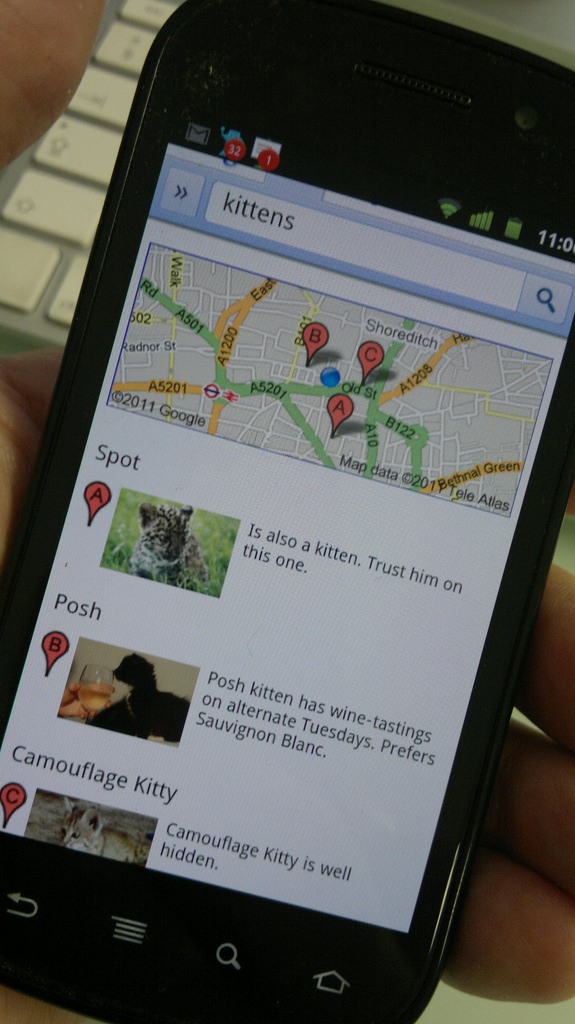 32
1
11:0
kittens
Walk
East
Rd
A501
502
A1200
Radnor St
B
C
Shoreditch
A5201
A5201
Old St
A1208
A
A10
B122
©2011 Google
Map data ©201
Tele Atlas
Bethnal Green
Spot
A
Is also a kitten. Trust him on
this one.
Posh
B
Posh kitten has wine-tastings
on alternate Tuesdays. Prefers
Sauvignon Blanc.
Camouflage Kitty
C
Camouflage Kitty is well
hidden.